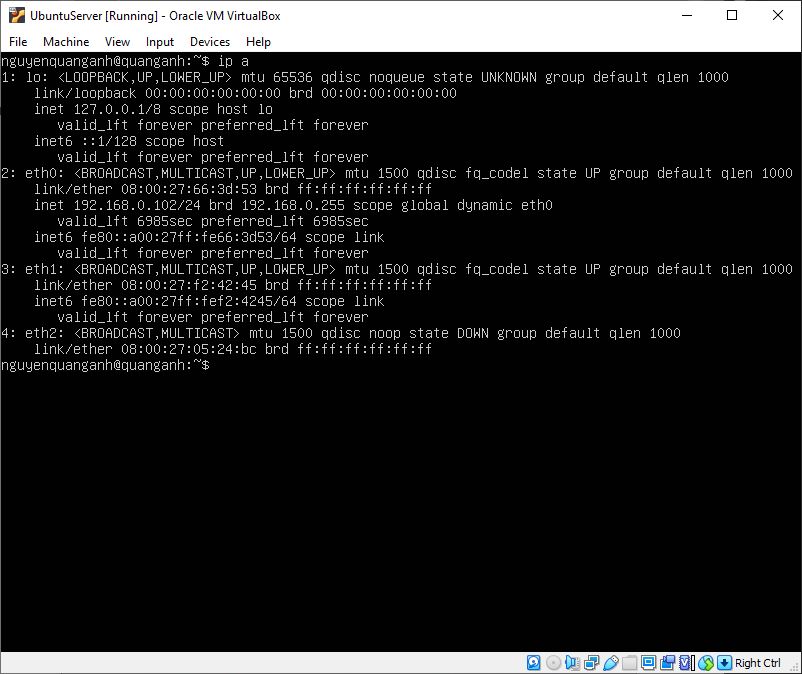 UbuntuServer [Running] - Oracle VM VirtualBox
File Machine View Input Devices Help
nguyenquanganh@quanganh:~$ ip a
1: lo: <LOOPBACK,UP,LOWER_UP> mtu 65536 qdisc noqueue state UNKNOWN group default qlen 1000
    link/loopback 00:00:00:00:00:00 brd 00:00:00:00:00:00
    inet 127.0.0.1/8 scope host lo
       valid_lft forever preferred_lft forever
    inet6 ::1/128 scope host
       valid_lft forever preferred_lft forever
2: eth0: <BROADCAST,MULTICAST,UP,LOWER_UP> mtu 1500 qdisc fq_codel state UP group default qlen 1000
    link/ether 08:00:27:66:3d:53 brd ff:ff:ff:ff:ff:ff
    inet 192.168.0.102/24 brd 192.168.0.255 scope global dynamic eth0
       valid_lft 6985sec preferred_lft 6985sec
    inet6 fe80::a00:27ff:fe66:3d53/64 scope link
       valid_lft forever preferred_lft forever
3: eth1: <BROADCAST,MULTICAST,UP,LOWER_UP> mtu 1500 qdisc fq_codel state UP group default qlen 1000
    link/ether 08:00:27:f2:42:45 brd ff:ff:ff:ff:ff:ff
    inet6 fe80::a00:27ff:fef2:4245/64 scope link
       valid_lft forever preferred_lft forever
4: eth2: <BROADCAST,MULTICAST> mtu 1500 qdisc noop state DOWN group default qlen 1000
    link/ether 08:00:27:05:24:bc brd ff:ff:ff:ff:ff:ff
nguyenquanganh@quanganh:~$
Right Ctrl